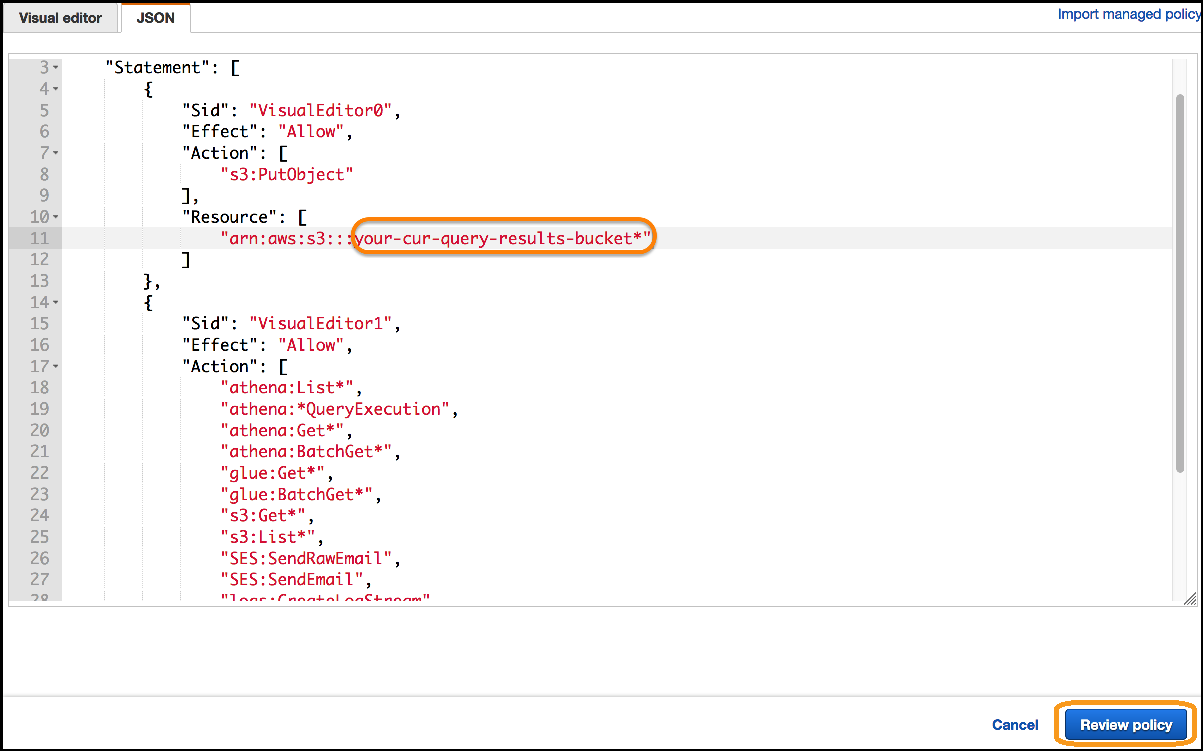 Visual editor
JSON
Import managed policy
3 "Statement": [
4 {
5 "Sid": "VisualEditor0",
6 "Effect": "Allow",
7 "Action": [
8 "s3:PutObject"
9 ],
10 "Resource": [
11 "arn:aws:s3:::your-cur-query-results-bucket*"
12 ]
13 },
14 {
15 "Sid": "VisualEditor1",
16 "Effect": "Allow",
17 "Action": [
18 "athena:List*",
19 "athena:*QueryExecution",
20 "athena:Get*",
21 "athena:BatchGet*",
22 "glue:Get*",
23 "glue:BatchGet*",
24 "s3:Get*",
25 "s3:List*",
26 "SES:SendRawEmail",
27 "SES:SendEmail",
28 "logs:CreateLogStream"
Cancel
Review policy